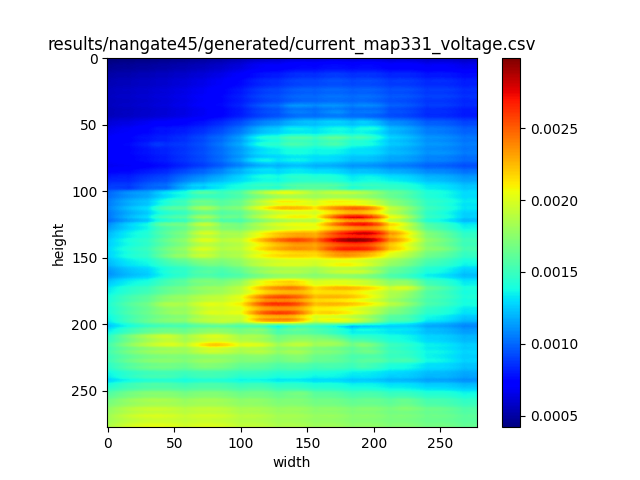 results/nangate45/generated/current_map331_voltage.csv
0
50
100
150
200
250
height
0 50 100 150 200 250
width
0.0025
0.0020
0.0015
0.0010
0.0005